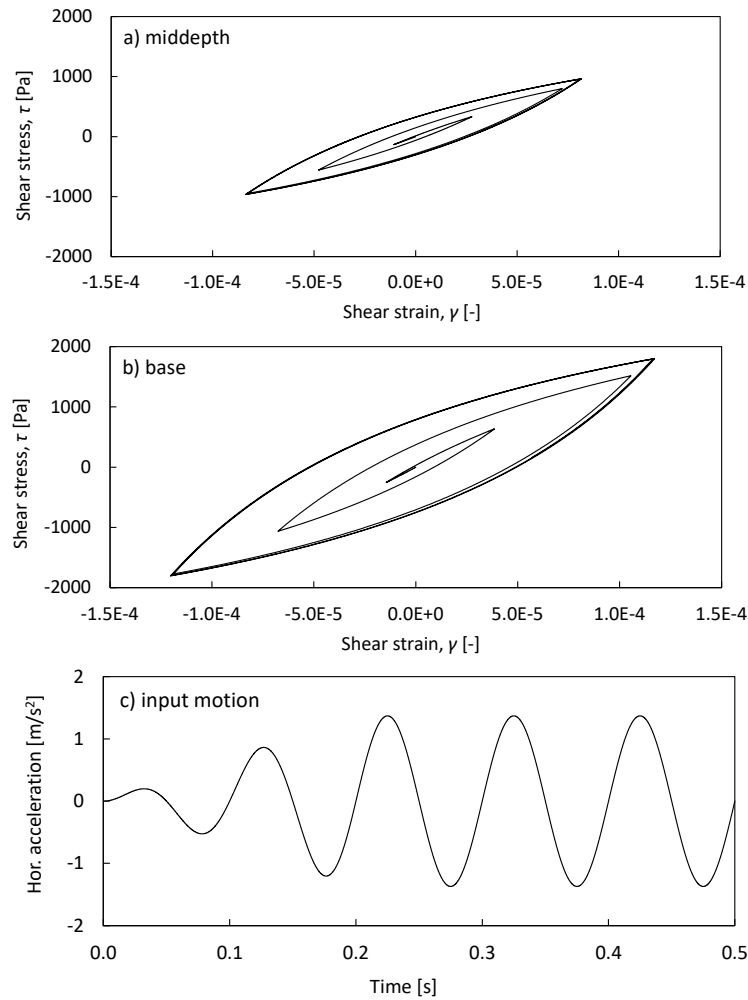 a) middepth
2000
1000
0
-1000
-2000
Shear stress, τ [Pa]
-1.5E-4 -1.0E-4 -5.0E-5 0.0E+0 5.0E-5 1.0E-4 1.5E-4
Shear strain, γ [-]
b) base
2000
1000
0
-1000
-2000
Shear stress, τ [Pa]
-1.5E-4 -1.0E-4 -5.0E-5 0.0E+0 5.0E-5 1.0E-4 1.5E-4
Shear strain, γ [-]
c) input motion
2
1
0
-1
-2
Hor. acceleration [m/s²]
0.0 0.1 0.2 0.3 0.4 0.5
Time [s]